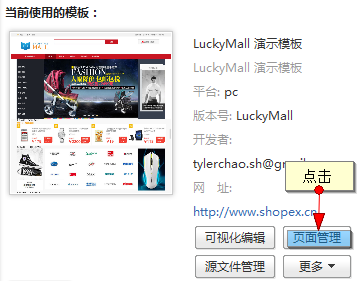 当前使用的模板：
LuckyMall 演示模板
LuckyMall 演示模板
平台: pc
版本号: LuckyMall
开发者:
tylerchao.sh@gmail
网 址:
点击
http://www.shopex.cn
可视化编辑 页面管理
源文件管理 更多
FASHION